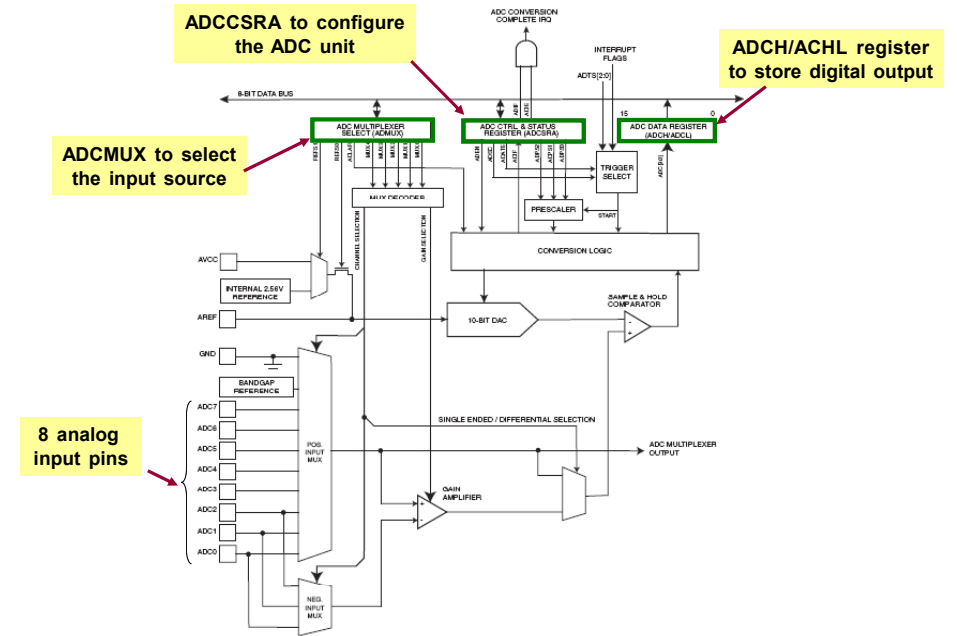 ADCCSRA to configure
the ADC unit
ADC CONVERSION
COMPLETE IRQ
INTERRUPT
FLAGS
ADTS[2:0]
ADCH/ACHL register
to store digital output
8-BIT DATA BUS
ADIF
ADIE
15
0
ADC MULTIPLEXER
SELECT (ADMUX)
ADC CTRL. & STATUS
REGISTER (ADCSRA)
ADC DATA REGISTER
(ADCH/ADCL)
ADCMUX to select
the input source
REFS0
ADLAR
MUX4
MUX3
MUX2
MUX1
MUX0
ADEN
ADSC
ADATE
ADIF
ADPS2
ADPS1
ADPS0
ADC[9:0]
TRIGGER
SELECT
MUX DECODER
PRESCALER
START
CHANNEL SELECTION
GAIN SELECTION
CONVERSION LOGIC
AVCC
INTERNAL 2.56V
REFERENCE
SAMPLE & HOLD
COMPARATOR
AREF
10-BIT DAC
-
+
GND
BANDGAP
REFERENCE
8 analog
input pins
ADC7
ADC6
ADC5
ADC4
ADC3
ADC2
ADC1
ADC0
SINGLE ENDED / DIFFERENTIAL SELECTION
POS.
INPUT
MUX
ADC MULTIPLEXER
OUTPUT
GAIN
AMPLIFIER
+
-
NEG.
INPUT
MUX